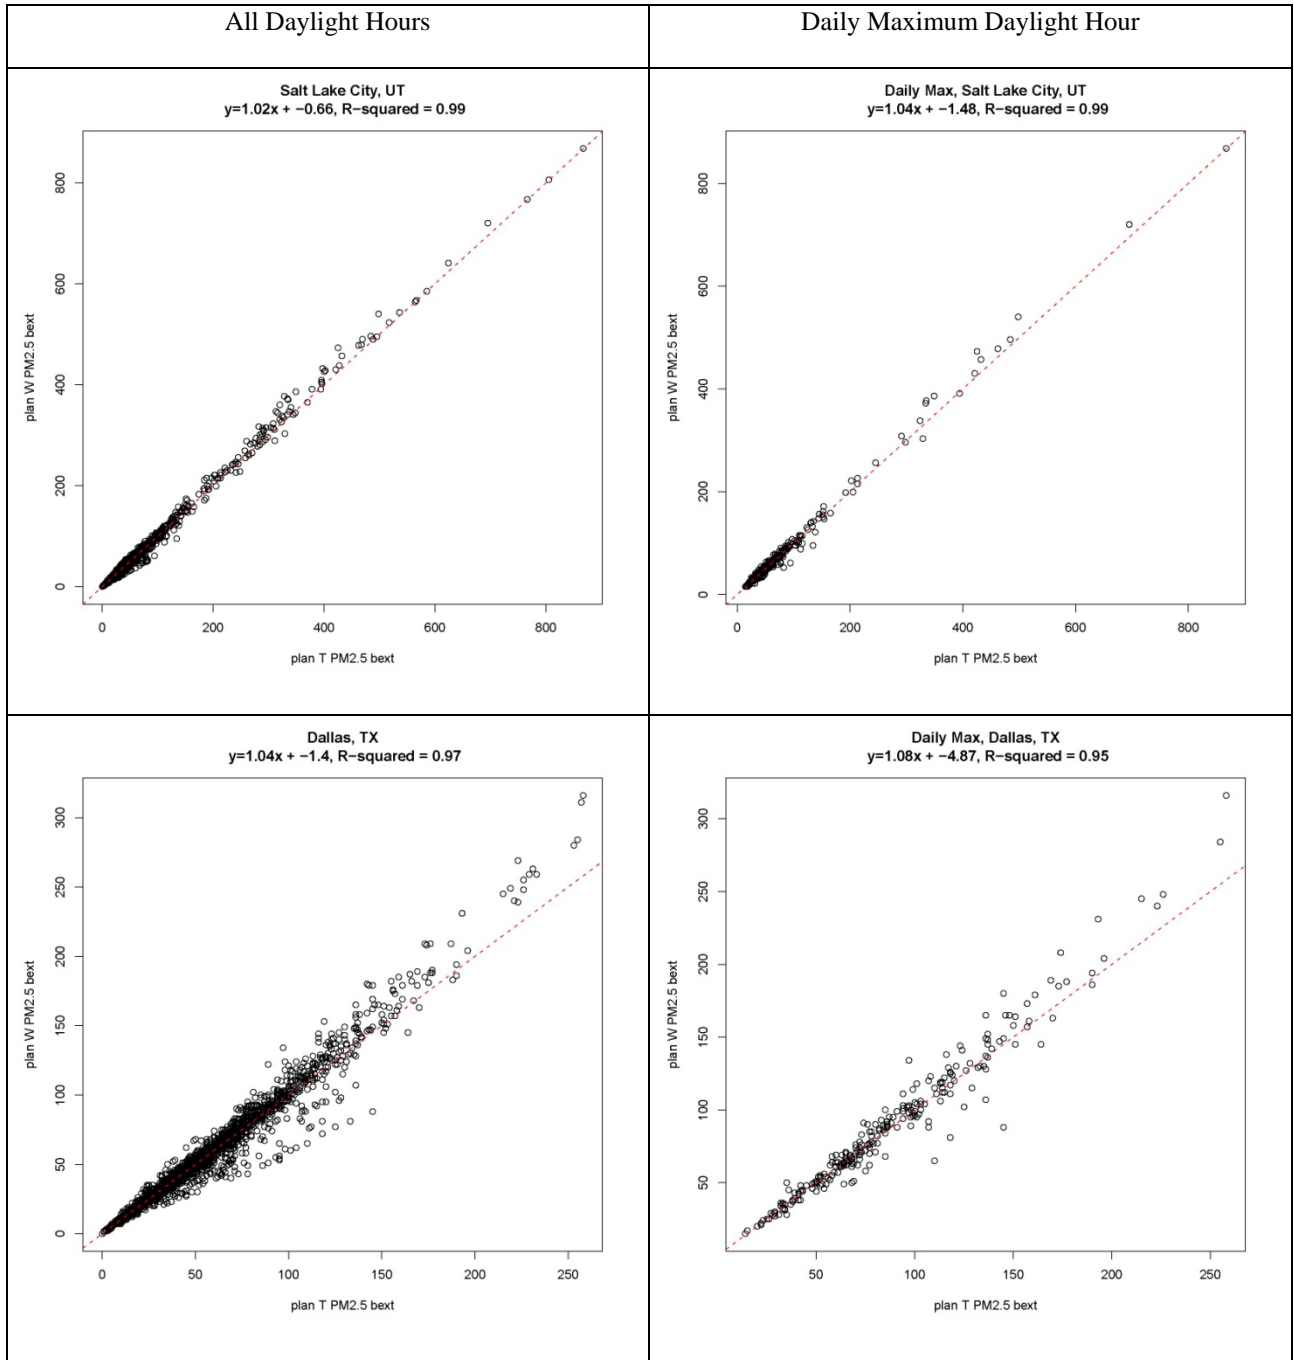 All Daylight Hours
Daily Maximum Daylight Hour
Salt Lake City, UT
y=1.02x + −0.66, R−squared = 0.99
plan W PM2.5 bext
800
600
400
200
0
0 200 400 600 800
plan T PM2.5 bext
Daily Max, Salt Lake City, UT
y=1.04x + −1.48, R−squared = 0.99
plan W PM2.5 bext
800
600
400
200
0
0 200 400 600 800
plan T PM2.5 bext
Dallas, TX
y=1.04x + −1.4, R−squared = 0.97
plan W PM2.5 bext
300
250
200
150
100
50
0
0 50 100 150 200 250
plan T PM2.5 bext
Daily Max, Dallas, TX
y=1.08x + −4.87, R−squared = 0.95
plan W PM2.5 bext
300
250
200
150
100
50
50 100 150 200 250
plan T PM2.5 bext